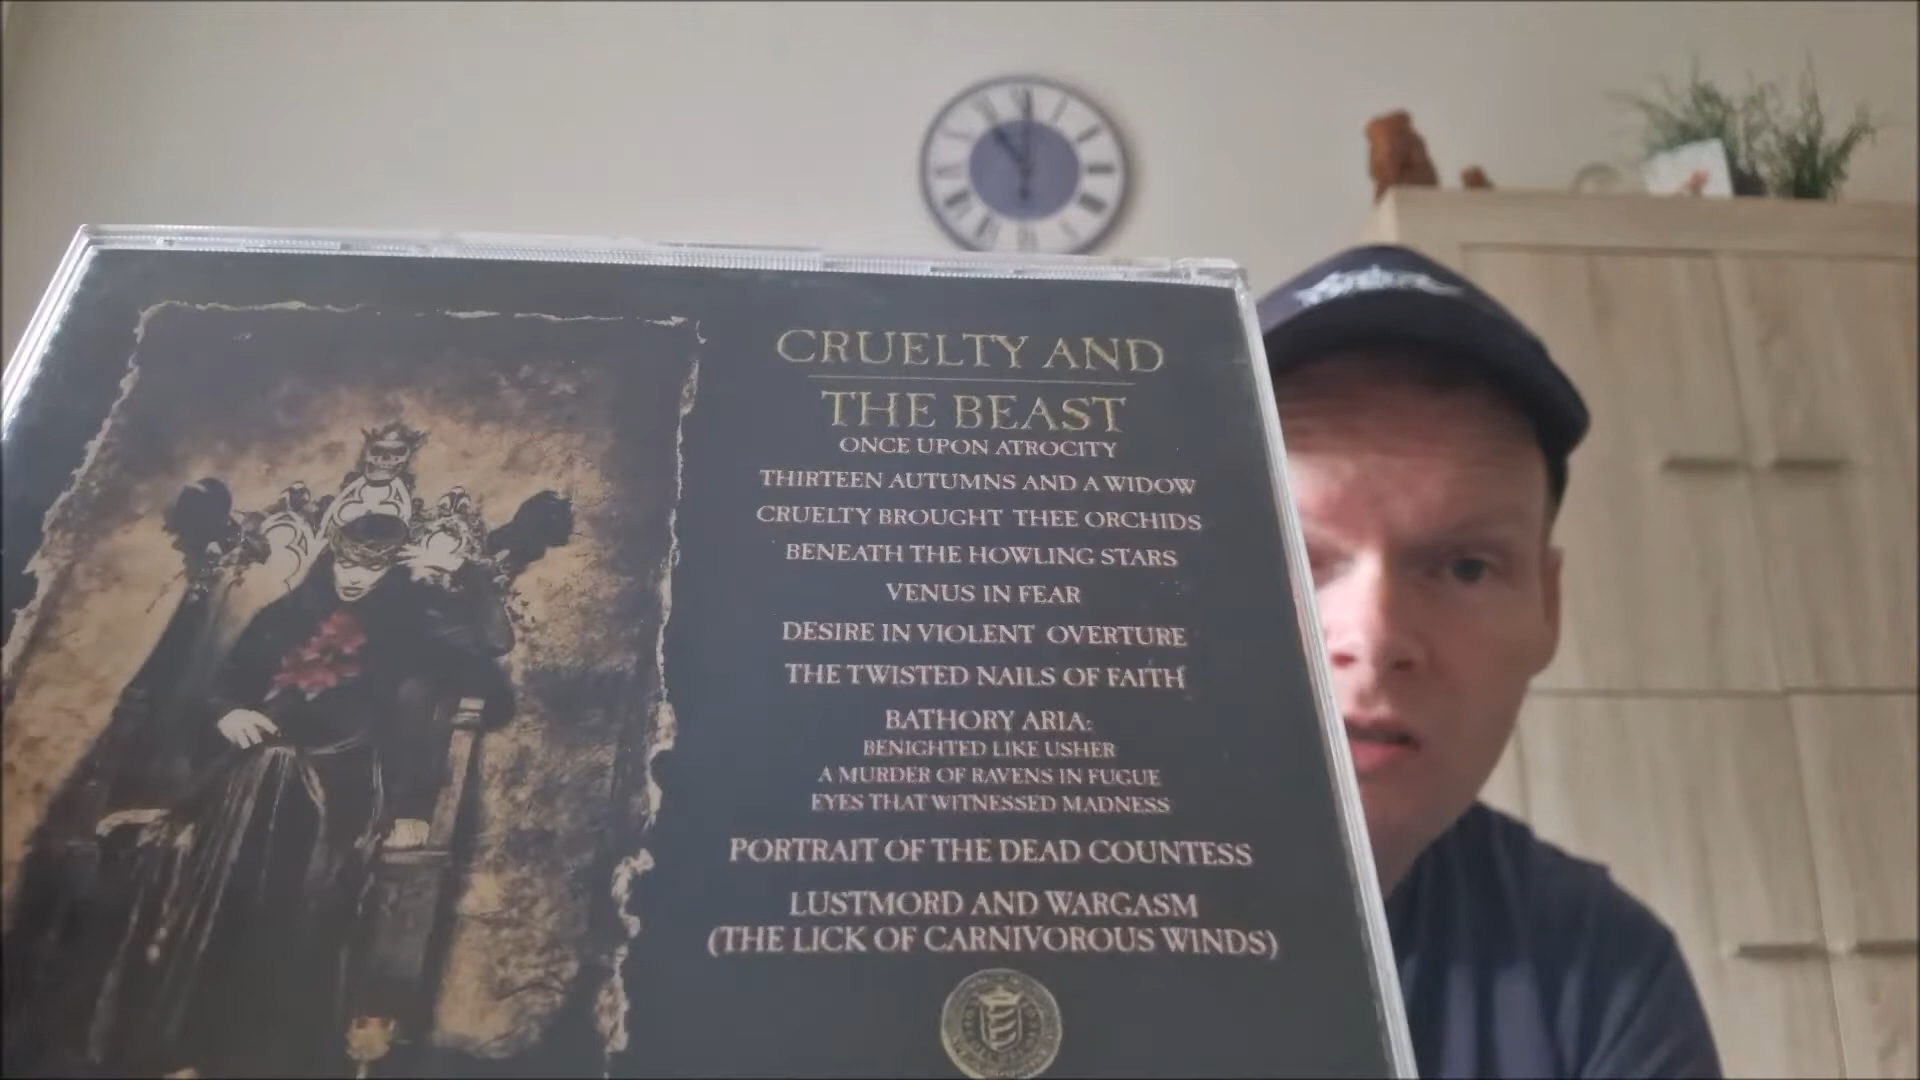 CRUELTY AND
THE BEAST
ONCE UPON ATROCITY
THIRTEEN AUTUMNS AND A WIDOW
CRUELTY BROUGHT THEE ORCHIDS
BENEATH THE HOWLING STARS
VENUS IN FEAR
DESIRE IN VIOLENT OVERTURE
THE TWISTED NAILS OF FAITH
BATHORY ARIA:
BENIGHTED LIKE USHER
A MURDER OF RAVENS IN FUGUE
EYES THAT WITNESSED MADNESS
PORTRAIT OF THE DEAD COUNTESS
LUSTMORD AND WARGASM
(THE LICK OF CARNIVOROUS WINDS)